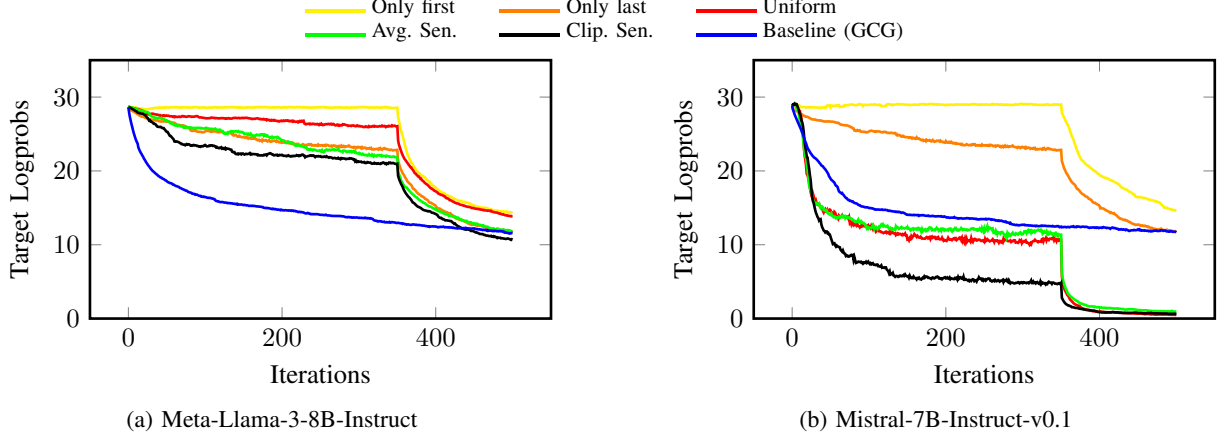 Only first Only last Uniform
Avg. Sen. Clip. Sen. Baseline (GCG)
Target Logprobs
30
20
10
0
0 200 400
Iterations
(a) Meta-Llama-3-8B-Instruct
Target Logprobs
30
20
10
0
0 200 400
Iterations
(b) Mistral-7B-Instruct-v0.1